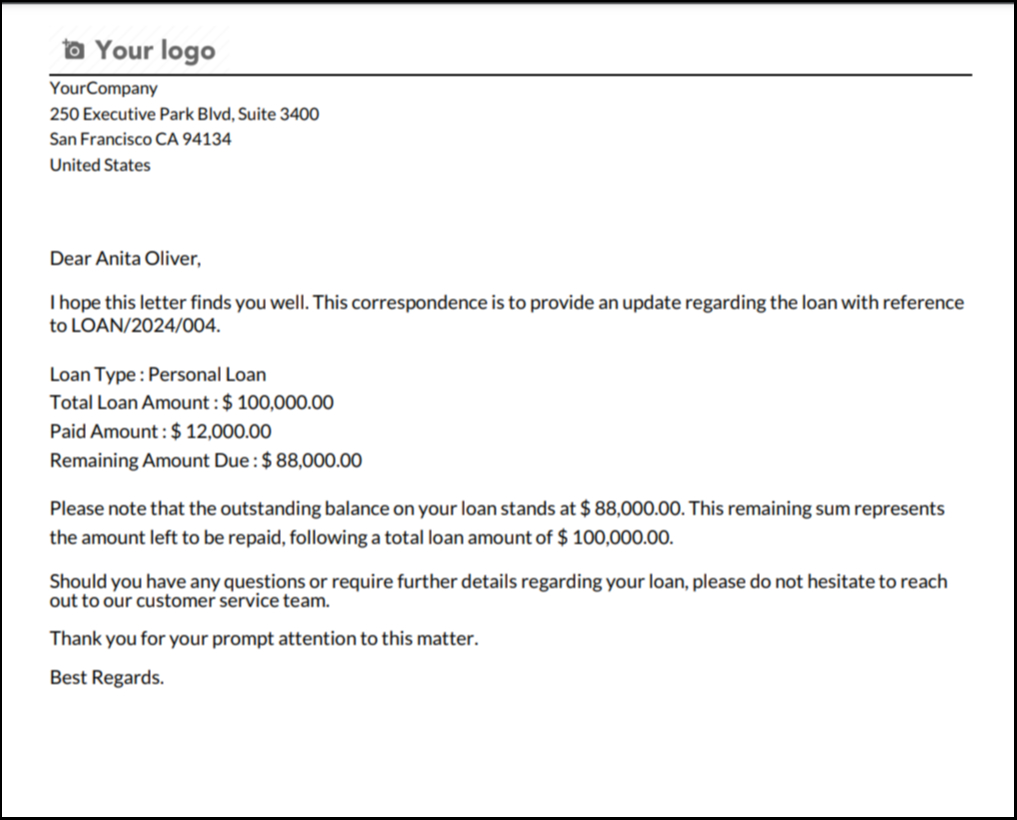 Your logo
YourCompany
250 Executive Park Blvd, Suite 3400
San Francisco CA 94134
United States
Dear Anita Oliver,
I hope this letter finds you well. This correspondence is to provide an update regarding the loan with reference
to LOAN/2024/004.
Loan Type : Personal Loan
Total Loan Amount : $ 100,000.00
Paid Amount : $ 12,000.00
Remaining Amount Due : $ 88,000.00
Please note that the outstanding balance on your loan stands at $ 88,000.00. This remaining sum represents
the amount left to be repaid, following a total loan amount of $ 100,000.00.
Should you have any questions or require further details regarding your loan, please do not hesitate to reach
out to our customer service team.
Thank you for your prompt attention to this matter.
Best Regards.